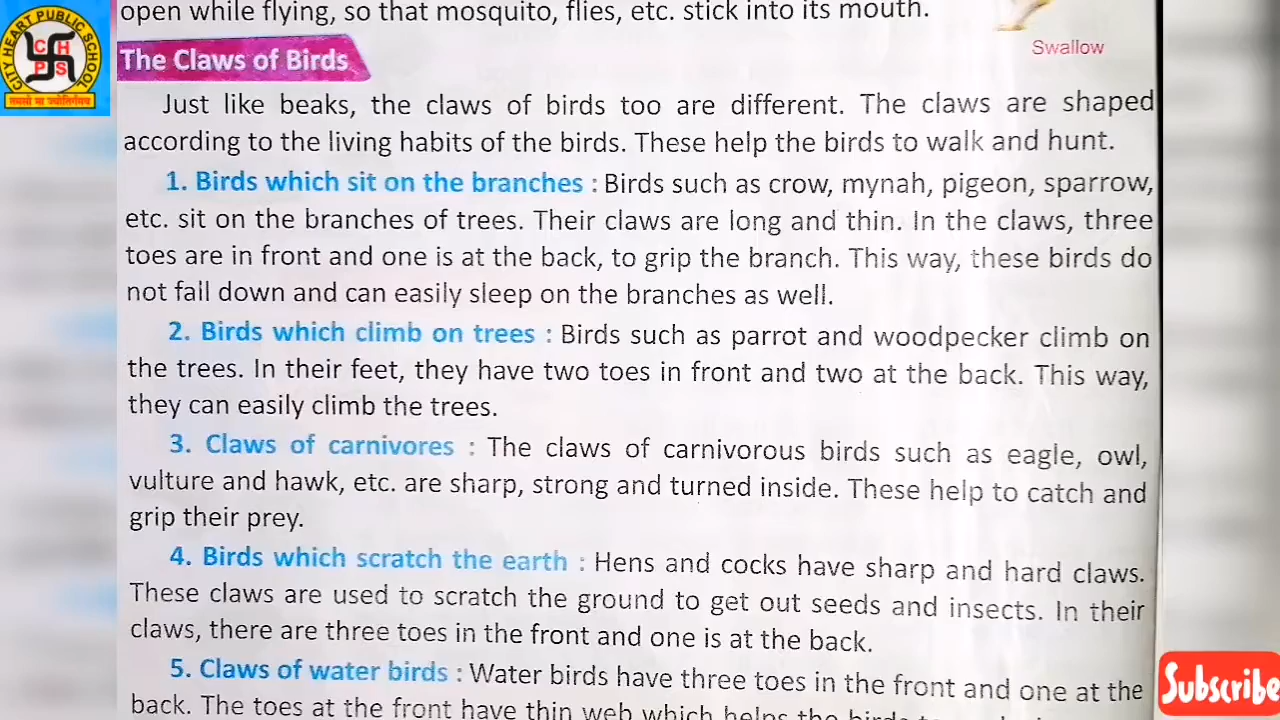 open while flying, so that mosquito, flies, etc. stick into its mouth.
Swallow
CITY HEART PUBLIC SCHOOL
C H
P S
तमसो मा ज्योतिर्गमय
The Claws of Birds
Just like beaks, the claws of birds too are different. The claws are shaped
according to the living habits of the birds. These help the birds to walk and hunt.
1. Birds which sit on the branches : Birds such as crow, mynah, pigeon, sparrow,
etc. sit on the branches of trees. Their claws are long and thin. In the claws, three
toes are in front and one is at the back, to grip the branch. This way, these birds do
not fall down and can easily sleep on the branches as well.
2. Birds which climb on trees : Birds such as parrot and woodpecker climb on
the trees. In their feet, they have two toes in front and two at the back. This way,
they can easily climb the trees.
3. Claws of carnivores : The claws of carnivorous birds such as eagle, owl,
vulture and hawk, etc. are sharp, strong and turned inside. These help to catch and
grip their prey.
4. Birds which scratch the earth : Hens and cocks have sharp and hard claws.
These claws are used to scratch the ground to get out seeds and insects. In their
claws, there are three toes in the front and one is at the back.
5. Claws of water birds : Water birds have three toes in the front and one at the
back. The toes at the front have thin web which helps the birds
Subscribe